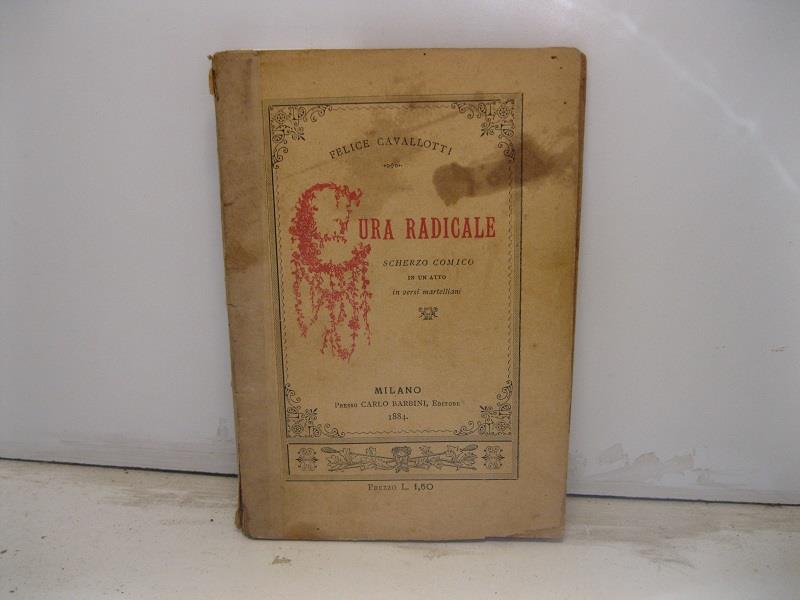 FELICE CAVALLOTTI
CURA RADICALE
SCHERZO COMICO
IN UN ATTO
in versi martelliani
MILANO
PRESSO CARLO BARBINI, EDITORE
1884.
PREZZO L. 1,50